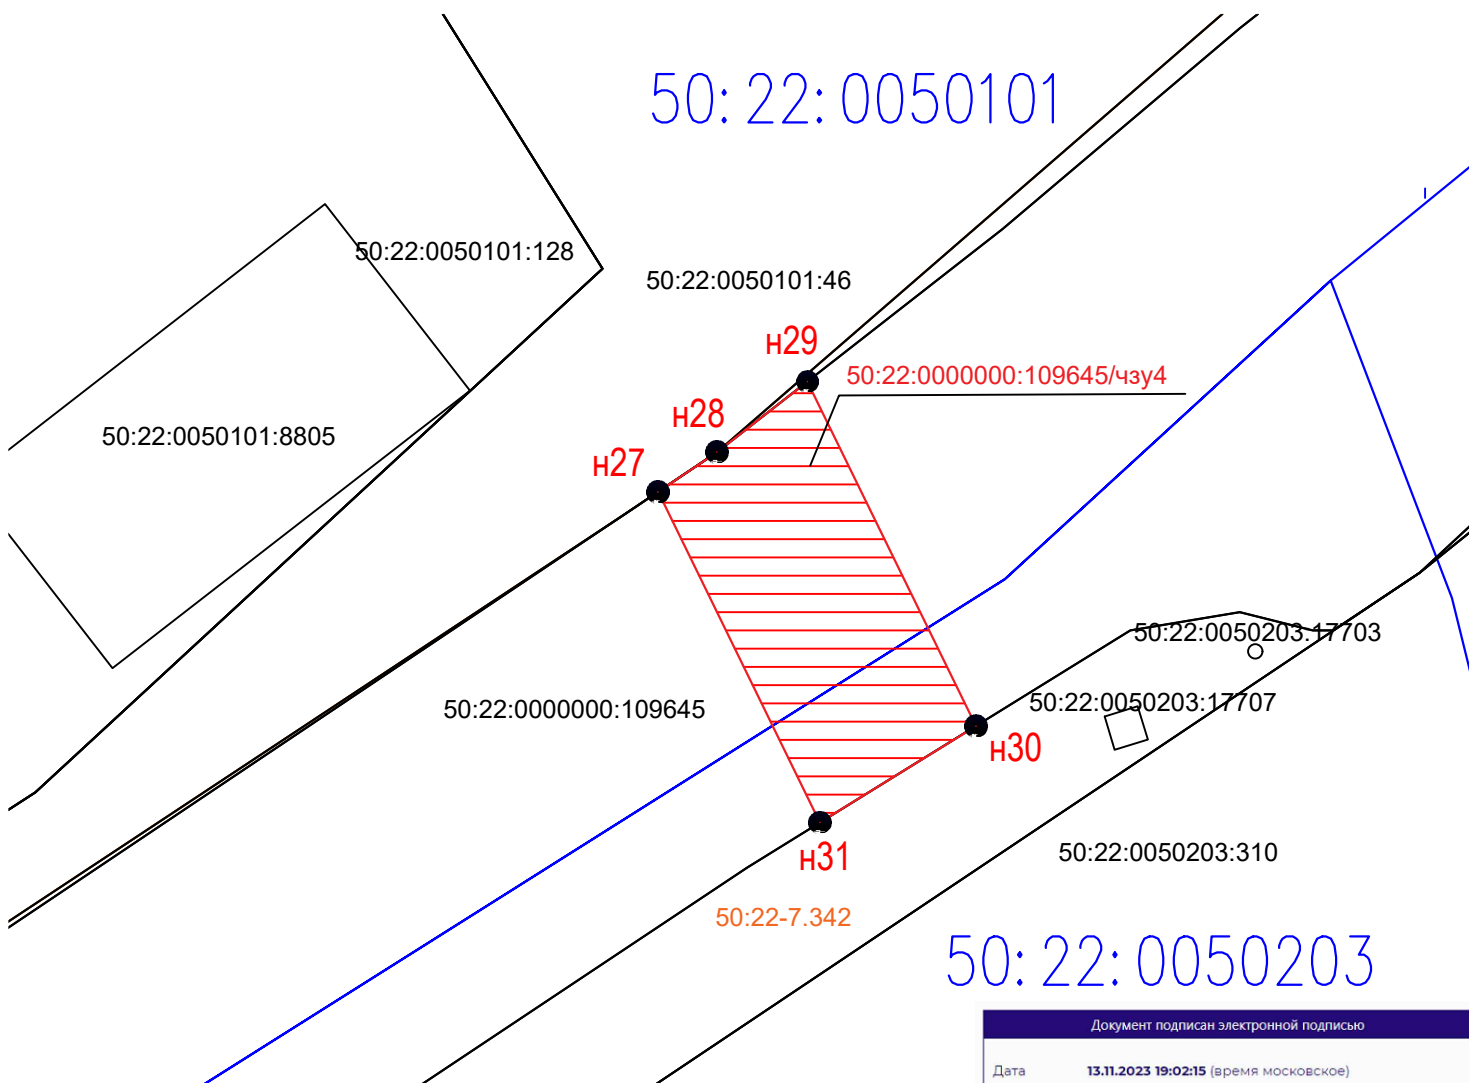 50:22:0050101
50:22:0050101:128
50:22:0050101:46
н29
50:22:0000000:109645/чзу4
н28
50:22:0050101:8805
н27
50:22:0050203:17703
50:22:0050203:17707
50:22:0000000:109645
н30
н31
50:22:0050203:310
50:22-7.342
50:22:0050203
Документ подписан электронной подписью
Дата 13.11.2023 19:02:15 (время московское)